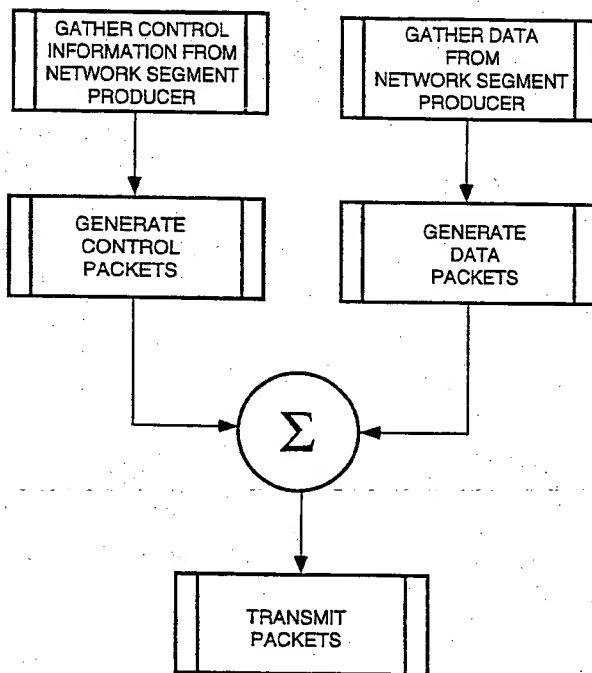 GATHER CONTROL
INFORMATION FROM
NETWORK SEGMENT
PRODUCER
GATHER DATA
FROM
NETWORK SEGMENT
PRODUCER
GENERATE
CONTROL
PACKETS
GENERATE
DATA
PACKETS
Σ
TRANSMIT
PACKETS